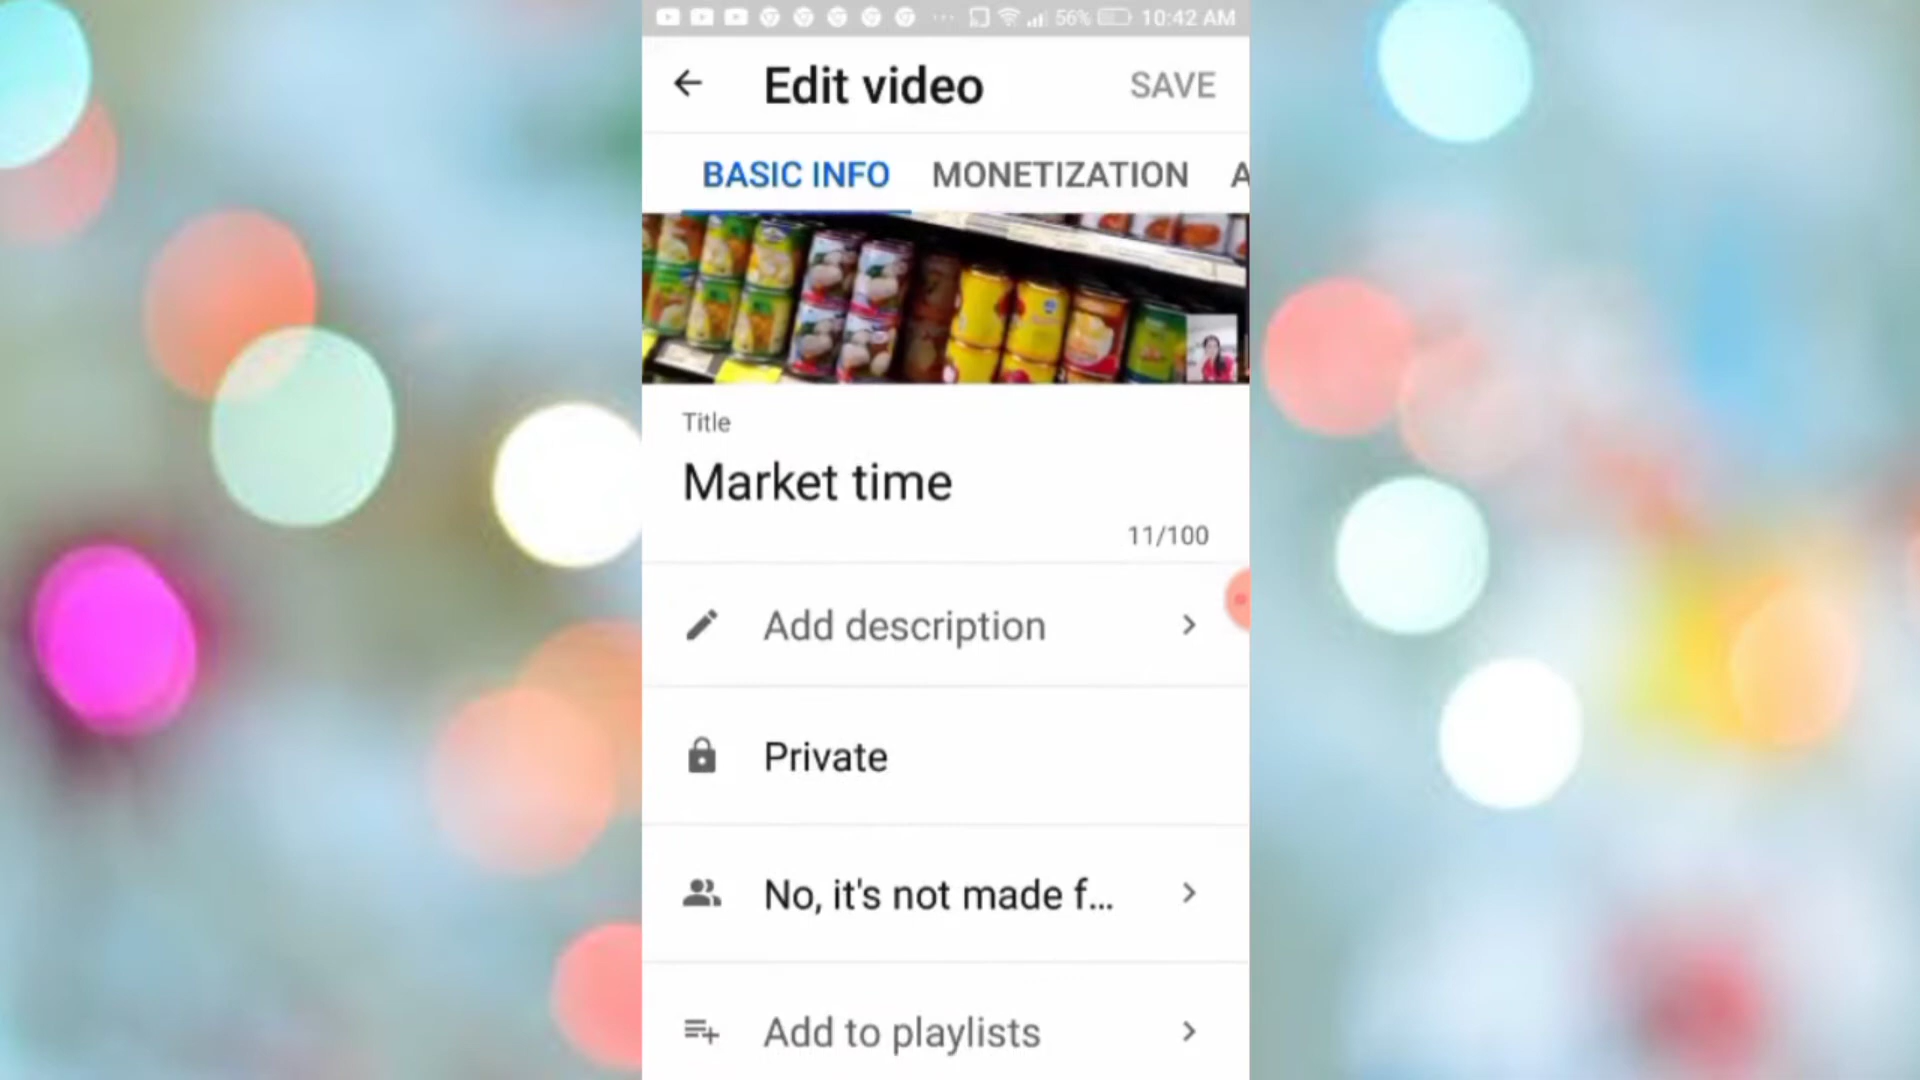 56% 10:42 AM
Edit video SAVE
BASIC INFO MONETIZATION A
Title
Market time
11/100
Add description
Private
No, it's not made f...
Add to playlists